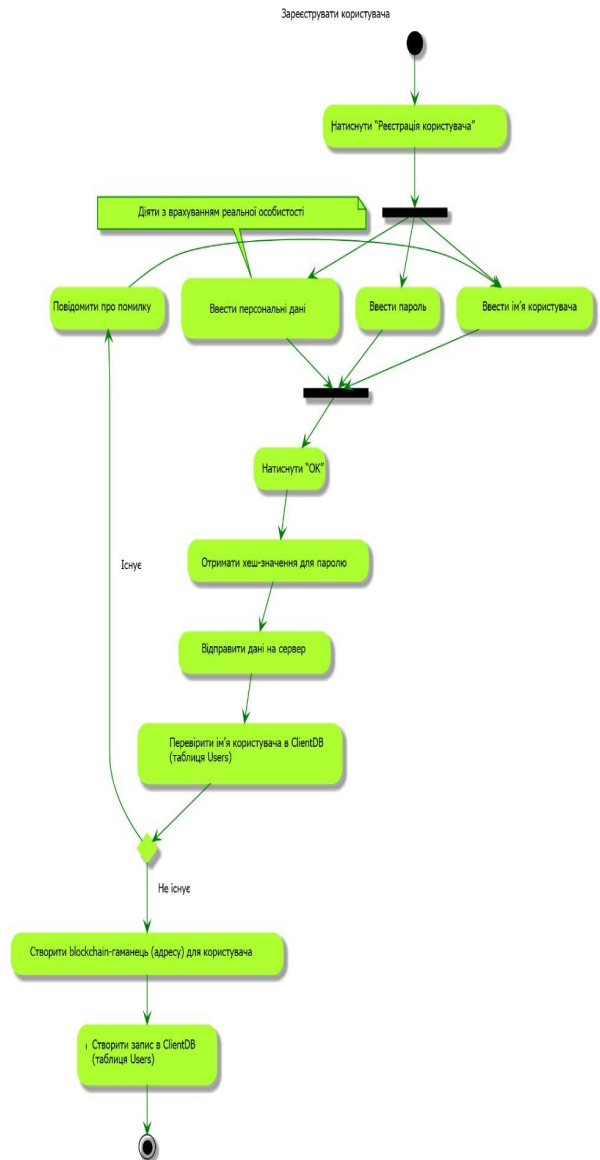 Зареєструвати користувача
Натиснути "Реєстрація користувача"
Діяти з врахуванням реальної особистості
Повідомити про помилку
Ввести персональні дані
Ввести пароль
Ввести ім'я користувача
Натиснути "ОК"
Існує
Отримати хеш-значення для паролю
Відправити дані на сервер
Перевірити ім'я користувача в ClientDB
(таблиця Users)
Не існує
Створити blockchain-гаманець (адресу) для користувача
Створити запис в ClientDB
(таблиця Users)